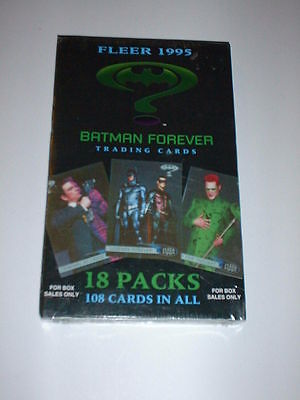 FLEER 1995
BATMAN FOREVER
TRADING CARDS
18 PACKS
108 CARDS IN ALL
FOR BOX
SALES ONLY
FOR BOX
SALES ONLY